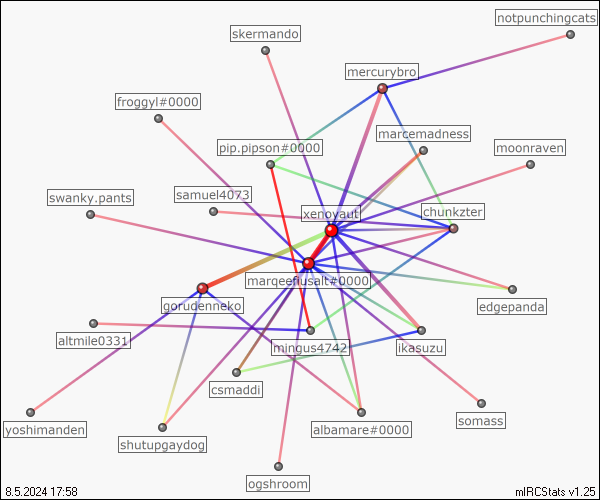 notpunchingcats
skermando
mercurybro
froggyl#0000
marcemadness
pip.pipson#0000
moonraven
swanky.pants
samuel4073
xenoyaut
chunkzter
marqeefiusalt#0000
gorudenneko
edgepanda
altmile0331
mingus4742
ikasuzu
csmaddi
yoshimanden
shutupgaydog
albamare#0000
somass
ogshroom
8.5.2024 17:58
mIRCStats v1.25